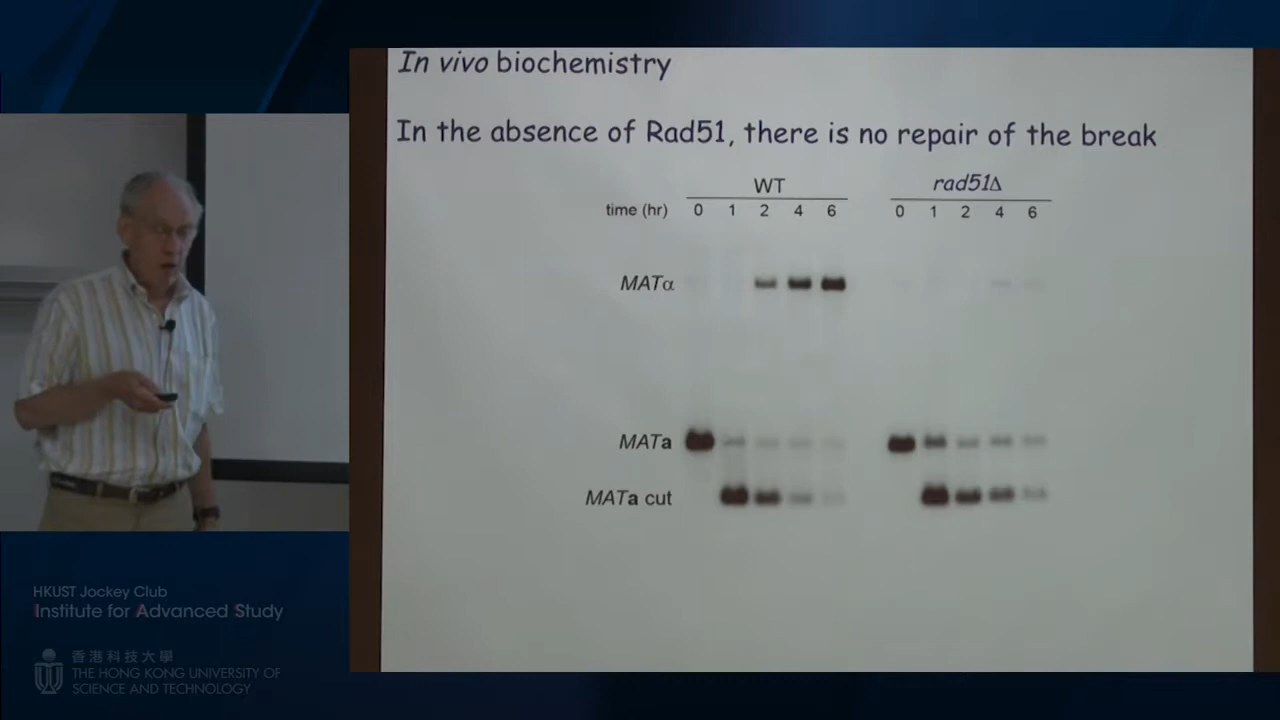 In vivo biochemistry
In the absence of Rad51, there is no repair of the break
WT
rad51Δ
time (hr) 0 1 2 4 6 0 1 2 4 6
MATα
MATa
MATa cut
HKUST Jockey Club
Institute for Advanced Study
香港科技大學
THE HONG KONG UNIVERSITY OF
SCIENCE AND TECHNOLOGY